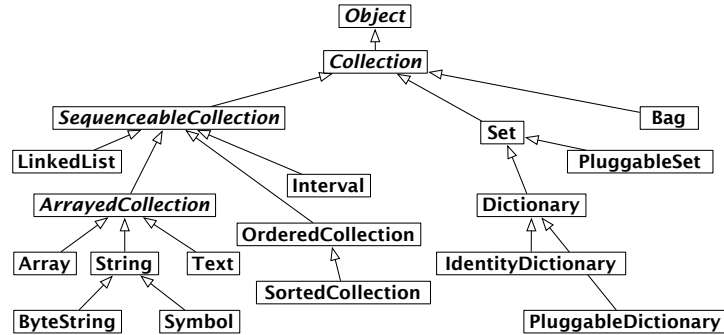 Object
Collection
SequenceableCollection
Bag
Set
LinkedList
PluggableSet
Interval
ArrayedCollection
Dictionary
OrderedCollection
Array
String
Text
IdentityDictionary
SortedCollection
ByteString
Symbol
PluggableDictionary